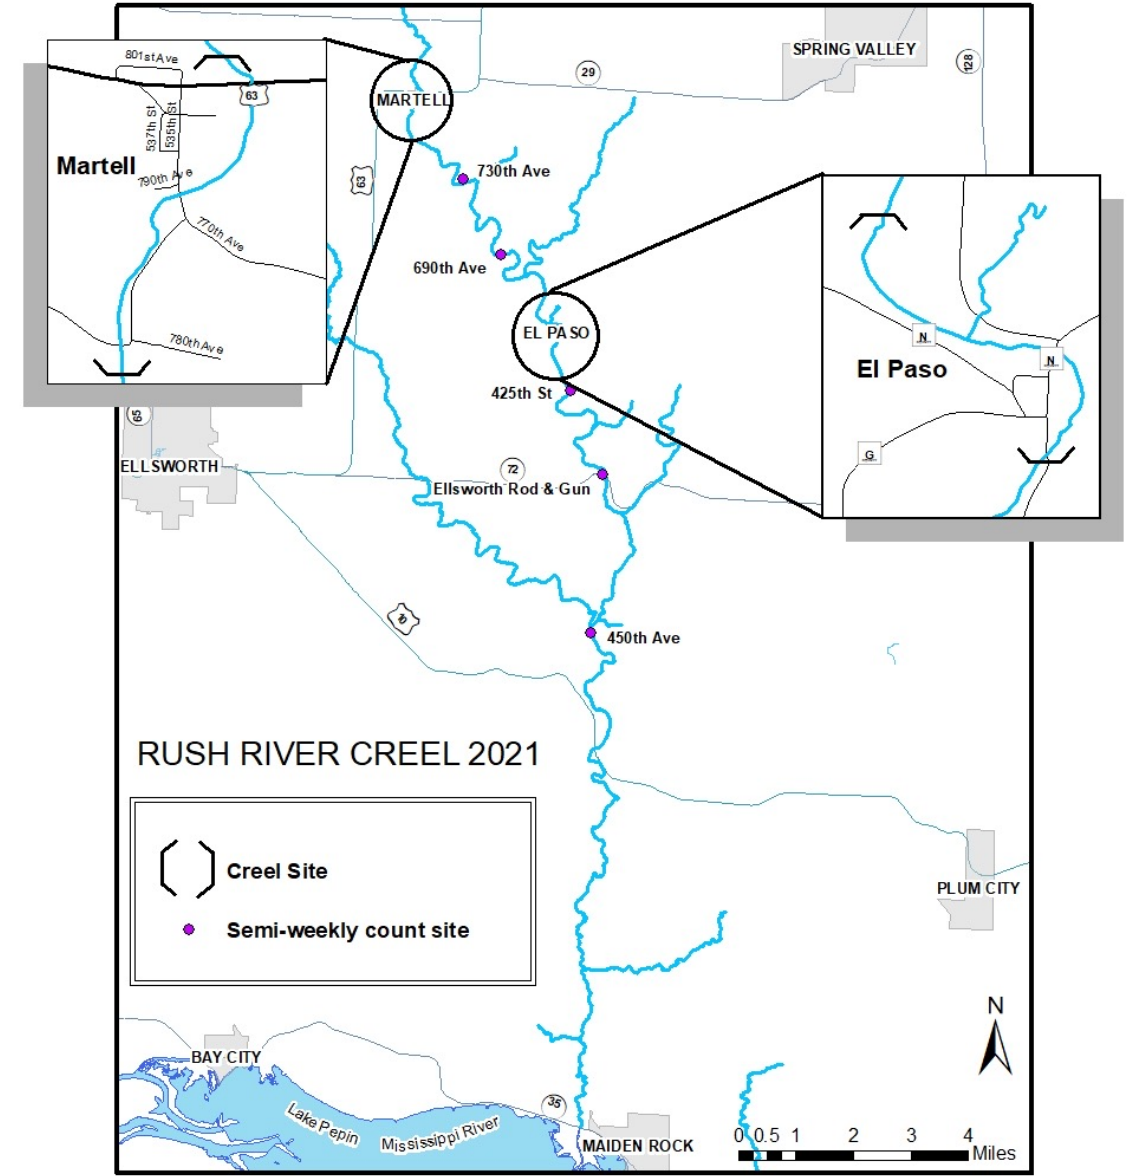 SPRING VALLEY
29
128
MARTELL
63
730th Ave
690th Ave
EL PASO
425th St
72
Ellsworth Rod & Gun
65
ELLSWORTH
10
450th Ave
801st Ave
63
537th St
535th St
Martell
790th Ave
770th Ave
780th Ave
N
N
El Paso
G
RUSH RIVER CREEL 2021
Creel Site
Semi-weekly count site
PLUM CITY
N
BAY CITY
Lake Pepin
Mississippi River
35
MAIDEN ROCK
0 0.5 1 2 3 4
Miles